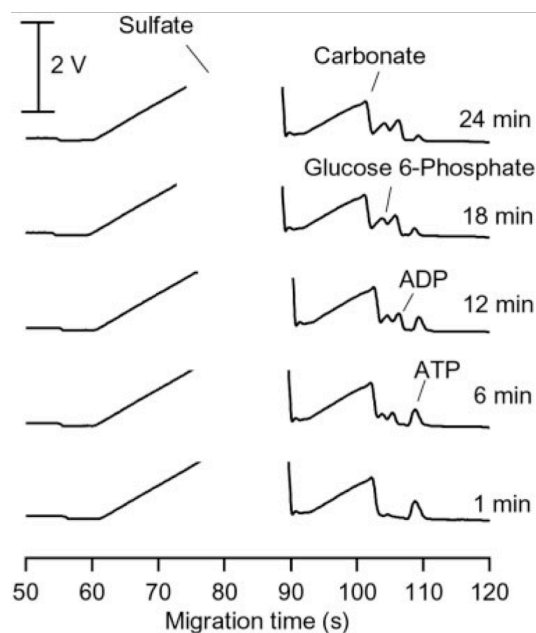 Sulfate
2 V
Carbonate
24 min
Glucose 6-Phosphate
18 min
ADP
12 min
ATP
6 min
1 min
50 60 70 80 90 100 110 120
Migration time (s)